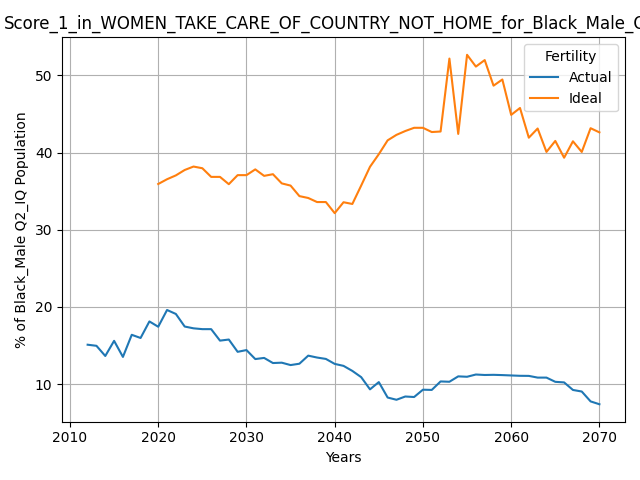 Score_1_in_WOMEN_TAKE_CARE_OF_COUNTRY_NOT_HOME_for_Black_Male_
Fertility
Actual
Ideal
% of Black_Male Q2_IQ Population
50
40
30
20
10
2010 2020 2030 2040 2050 2060 2070
Years